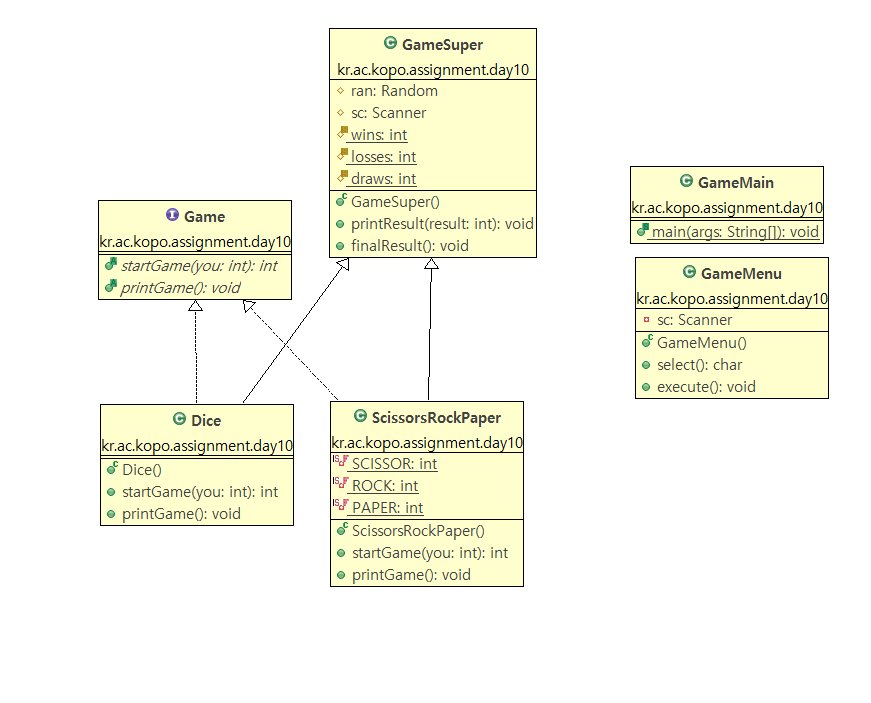 GameSuper
kr.ac.kopo.assignment.day10
ran: Random
sc: Scanner
wins: int
losses: int
draws: int
GameSuper()
printResult(result: int): void
finalResult(): void
Game
kr.ac.kopo.assignment.day10
startGame(you: int): int
printGame(): void
GameMain
kr.ac.kopo.assignment.day10
main(args: String[]): void
GameMenu
kr.ac.kopo.assignment.day10
sc: Scanner
GameMenu()
select(): char
execute(): void
Dice
kr.ac.kopo.assignment.day10
Dice()
startGame(you: int): int
printGame(): void
ScissorsRockPaper
kr.ac.kopo.assignment.day10
SCISSOR: int
ROCK: int
PAPER: int
ScissorsRockPaper()
startGame(you: int): int
printGame(): void